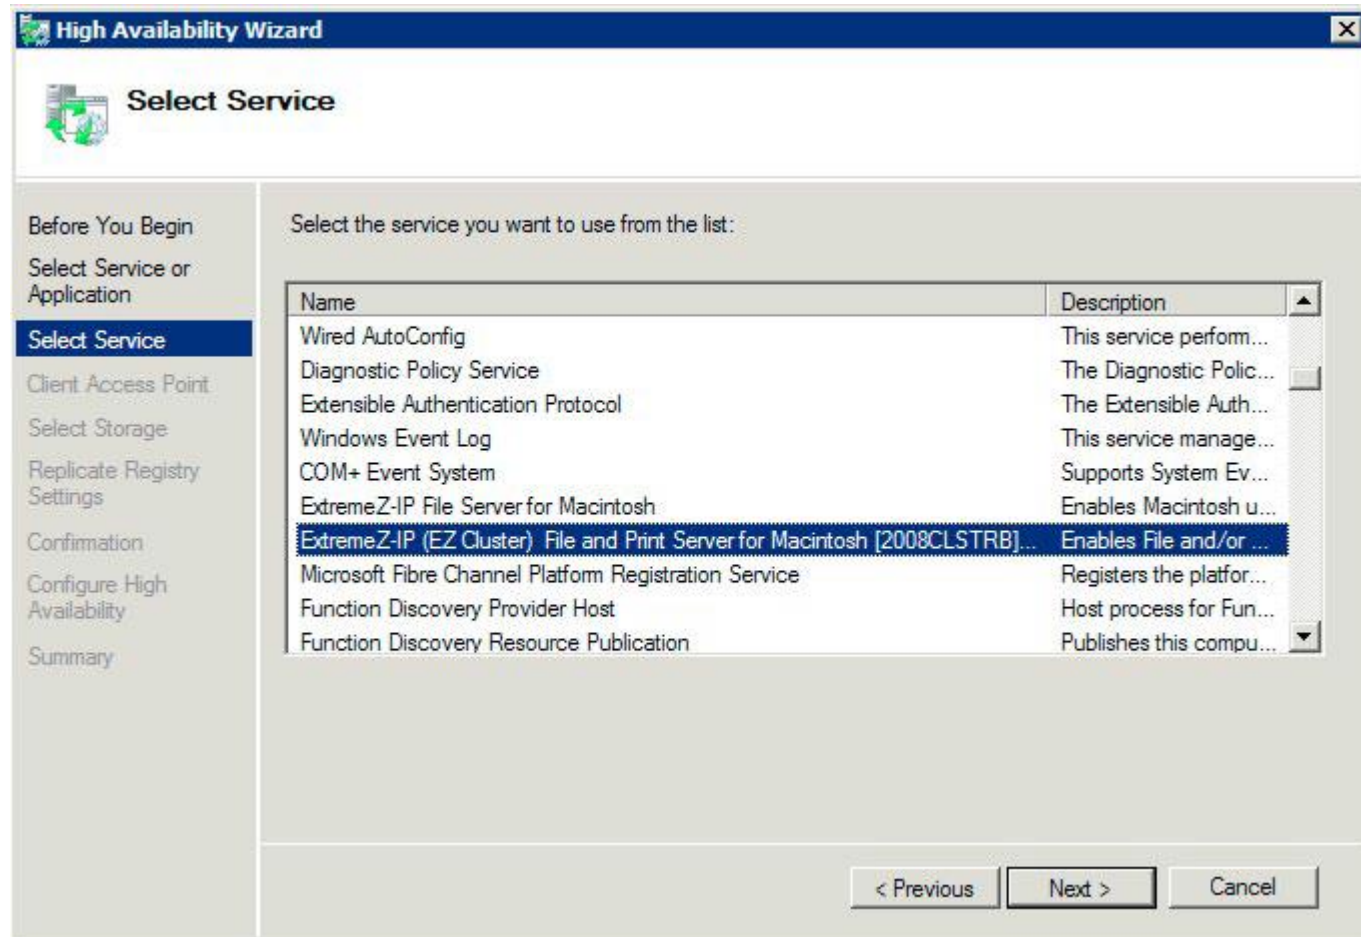 High Availability Wizard
Select Service
Before You Begin
Select Service or
Application
Select Service
Client Access Point
Select Storage
Replicate Registry
Settings
Confirmation
Configure High
Availability
Summary
Select the service you want to use from the list:
Name Description
Wired AutoConfig This service perform...
Diagnostic Policy Service The Diagnostic Polic...
Extensible Authentication Protocol The Extensible Auth...
Windows Event Log This service manage...
COM+ Event System Supports System Ev...
ExtremeZ-IP File Server for Macintosh Enables Macintosh u...
ExtremeZ-IP (EZ Cluster) File and Print Server for Macintosh [2008CLSTRB]... Enables File and/or ...
Microsoft Fibre Channel Platform Registration Service Registers the platfor...
Function Discovery Provider Host Host process for Fun...
Function Discovery Resource Publication Publishes this compu...
< Previous Next > Cancel